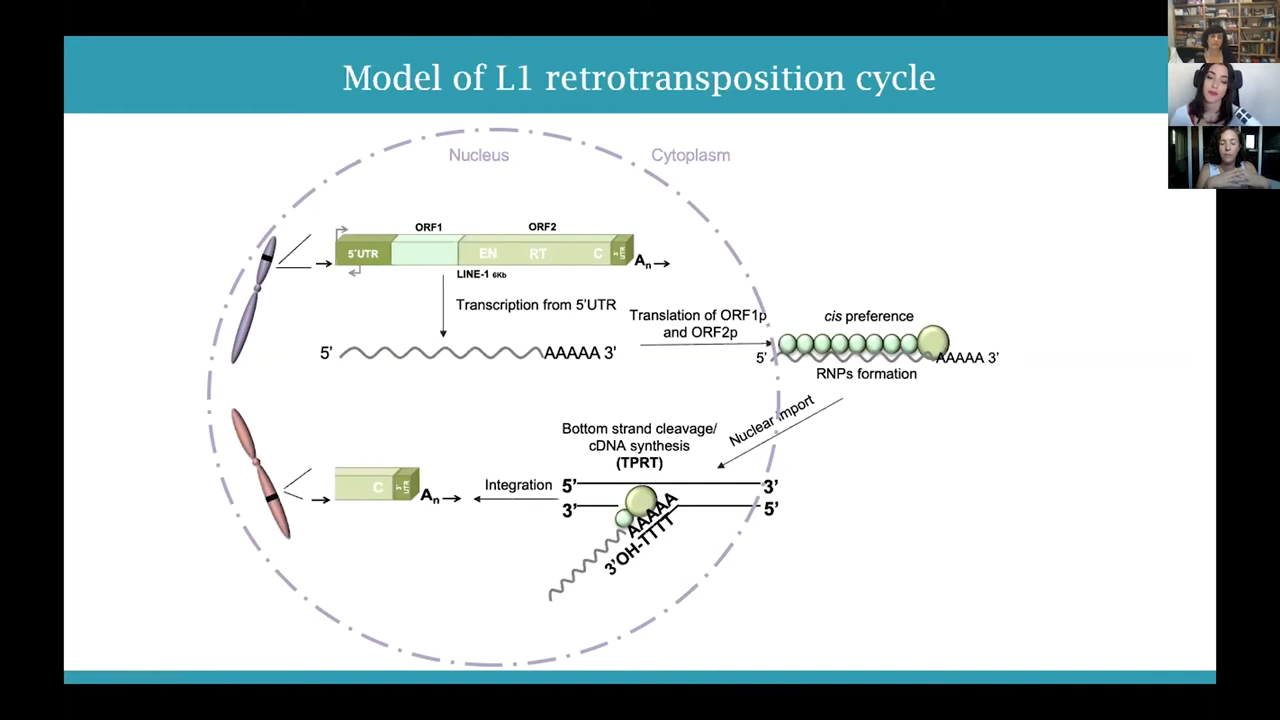 Model of L1 retrotransposition cycle
Nucleus
Cytoplasm
ORF1
ORF2
5´UTR
EN
RT
C
3´
UTR
An
LINE-1 6Kb
Transcription from 5’UTR
5’
AAAAA 3’
Translation of ORF1p
and ORF2p
cis preference
5’
AAAAA 3’
RNPs formation
Nuclear import
Bottom strand cleavage/
cDNA synthesis
(TPRT)
Integration
5’
3’
3’
5’
AAAAA
3’OH-TTTT
C
3´
UTR
An